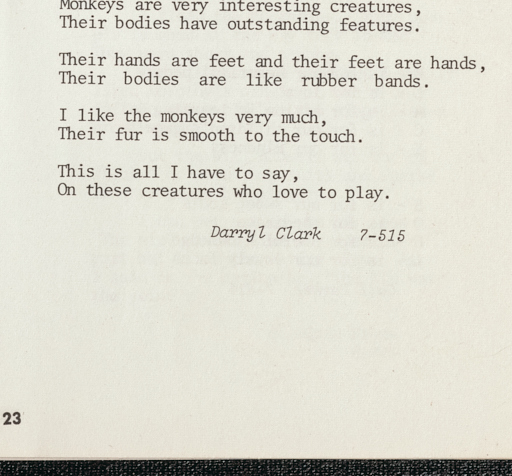 Monkeys are very interesting creatures,
Their bodies have outstanding features.
Their hands are feet and their feet are hands,
Their bodies are like rubber bands.
I like the monkeys very much,
Their fur is smooth to the touch.
This is all I have to say,
On these creatures who love to play.
Darryl Clark 7-515
23